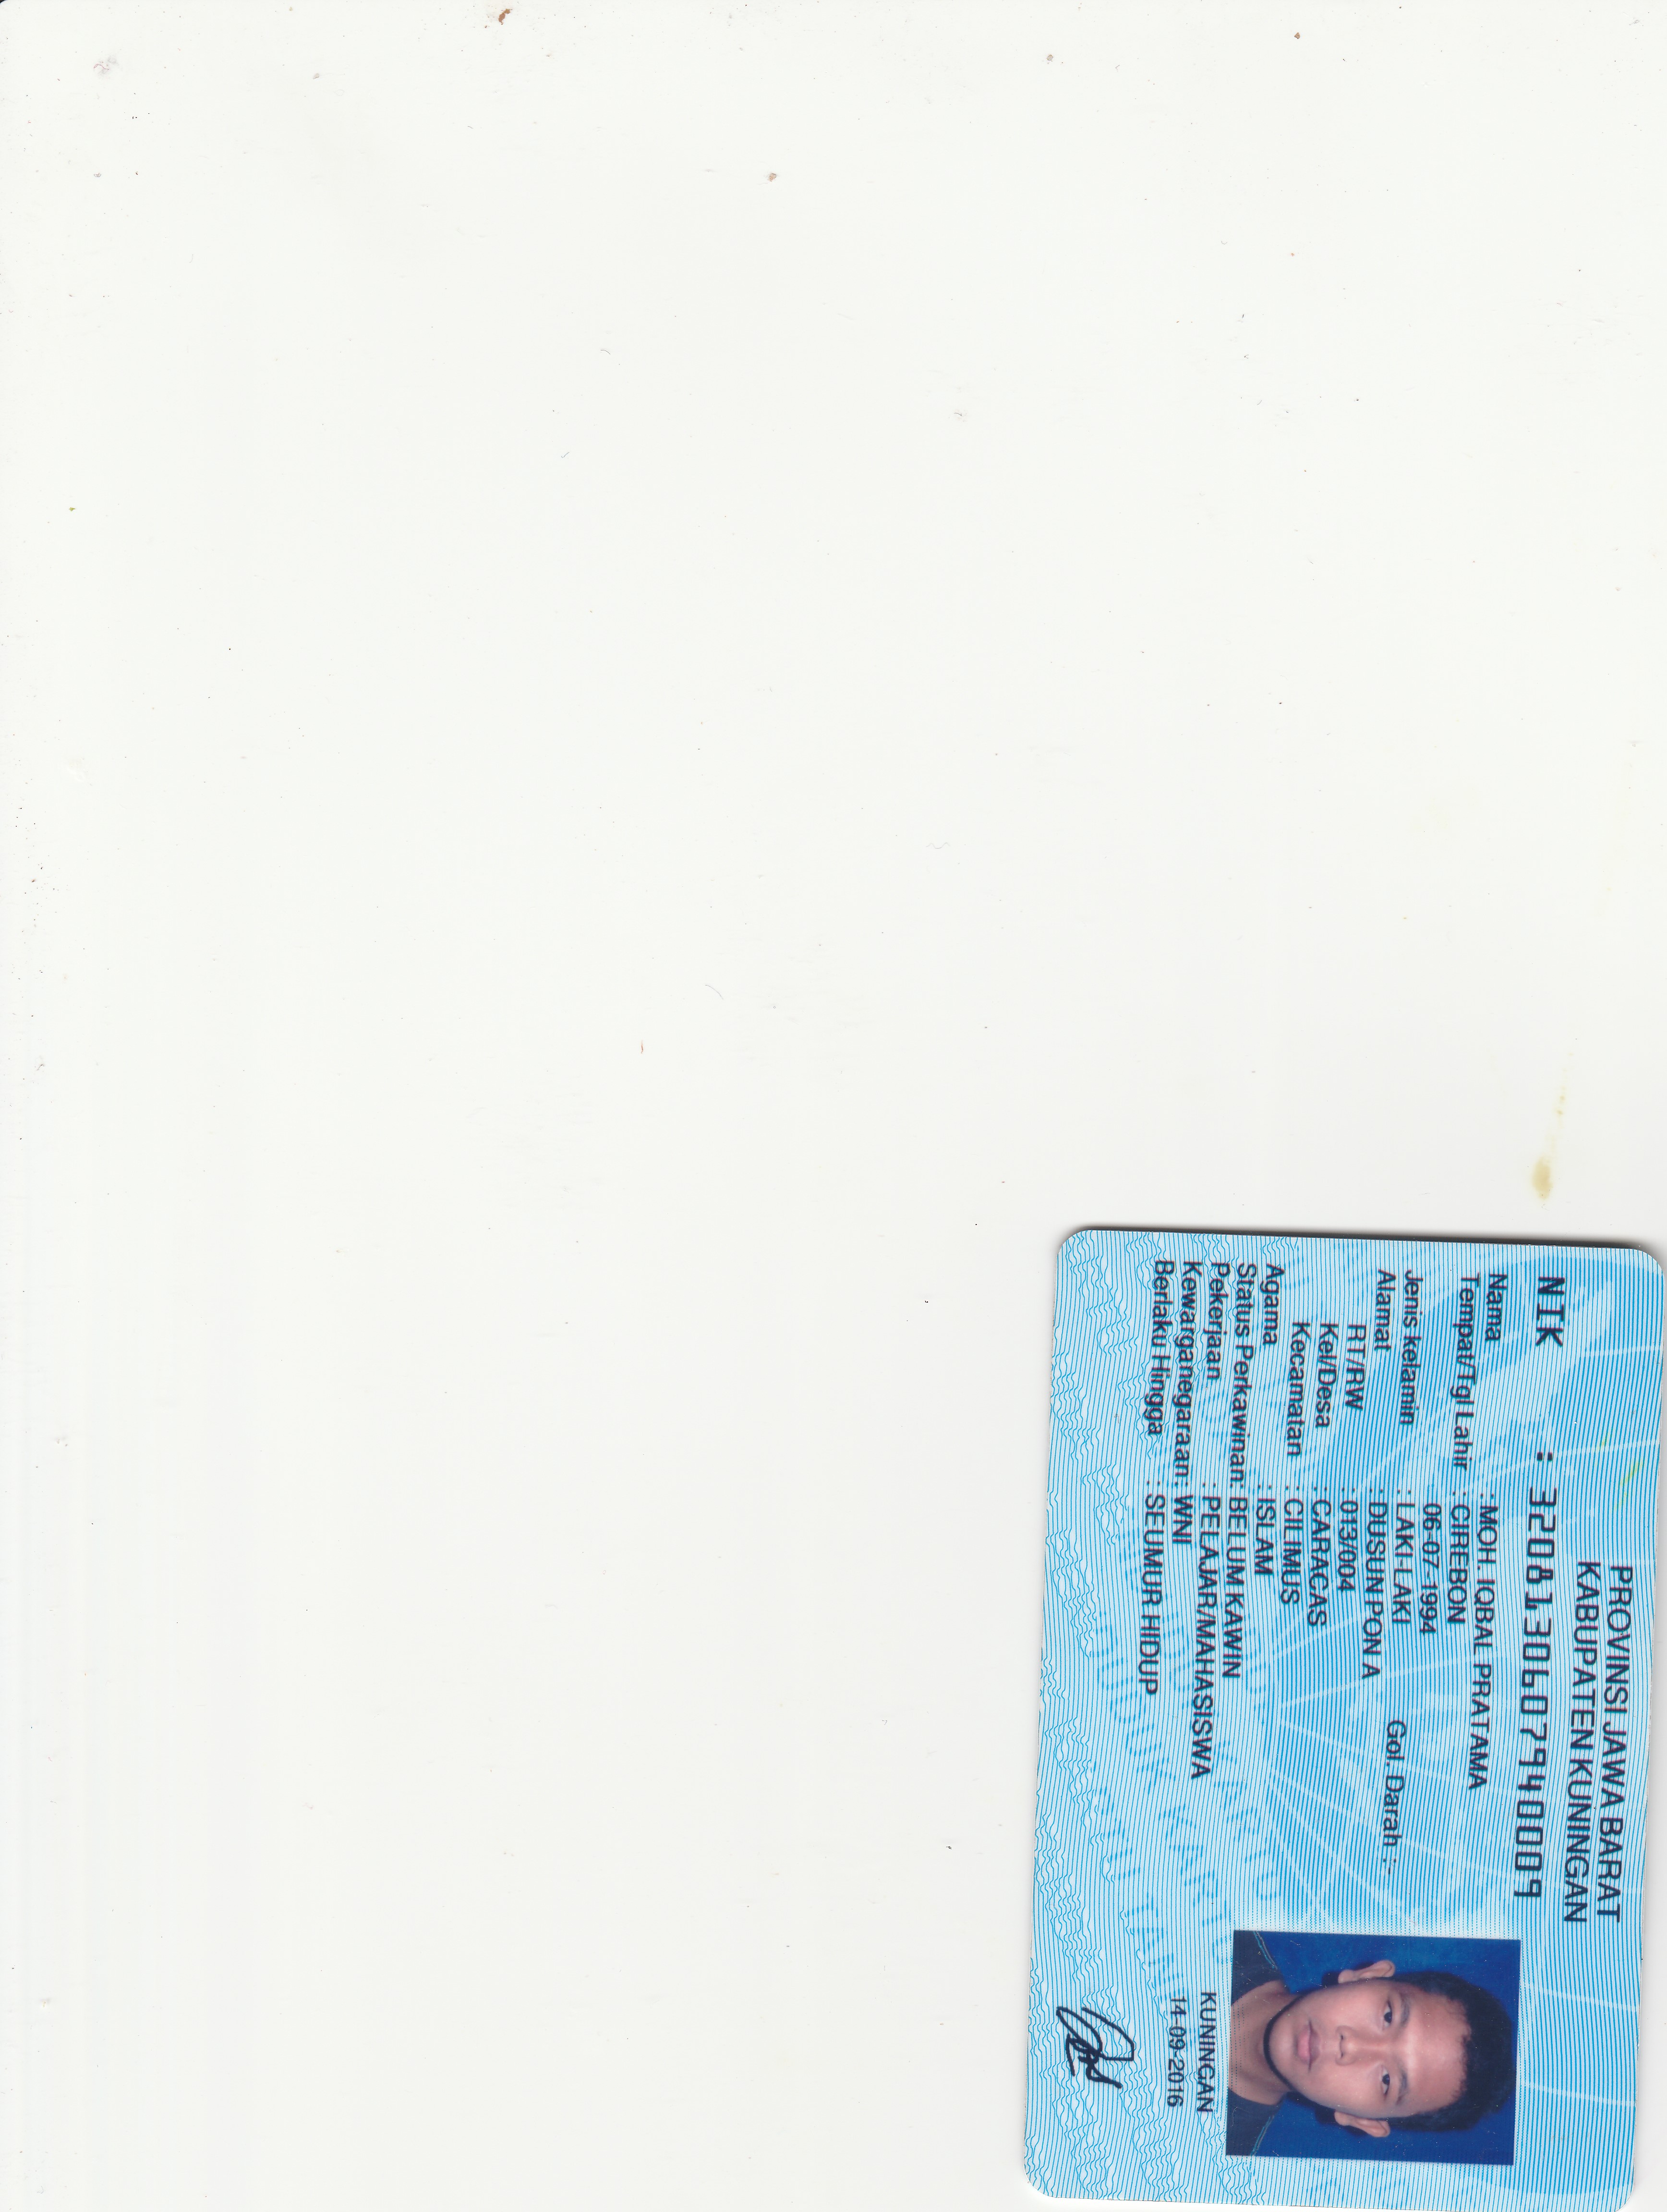 PROVINSI JAWA BARAT
KABUPATEN KUNINGAN
NIK : 3208130607940009
Nama : MOH. IQBAL PRATAMA
Tempat/Tgl Lahir : CIREBON
06-07-1994
Jenis kelamin : LAKI-LAKI Gol. Darah : -
Alamat : DUSUN PON A
RT/RW : 013/004
Kel/Desa : CARACAS
Kecamatan : CILIMUS
Agama : ISLAM
Status Perkawinan: BELUM KAWIN
Pekerjaan : PELAJAR/MAHASISWA
Kewarganegaraan : WNI
Berlaku Hingga : SEUMUR HIDUP
KUNINGAN
14-09-2016